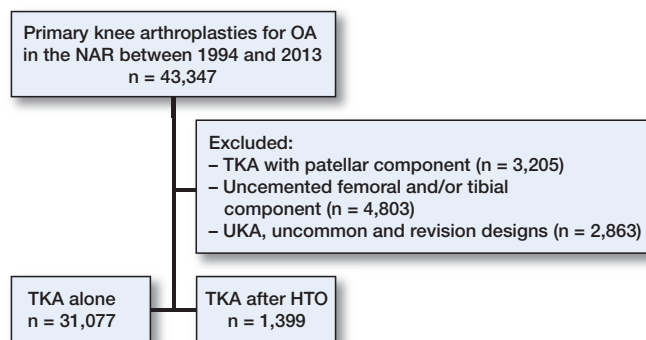 Primary knee arthroplasties for OA
in the NAR between 1994 and 2013
n = 43,347
Excluded:
– TKA with patellar component (n = 3,205)
– Uncemented femoral and/or tibial
component (n = 4,803)
– UKA, uncommon and revision designs (n = 2,863)
TKA alone
n = 31,077
TKA after HTO
n = 1,399